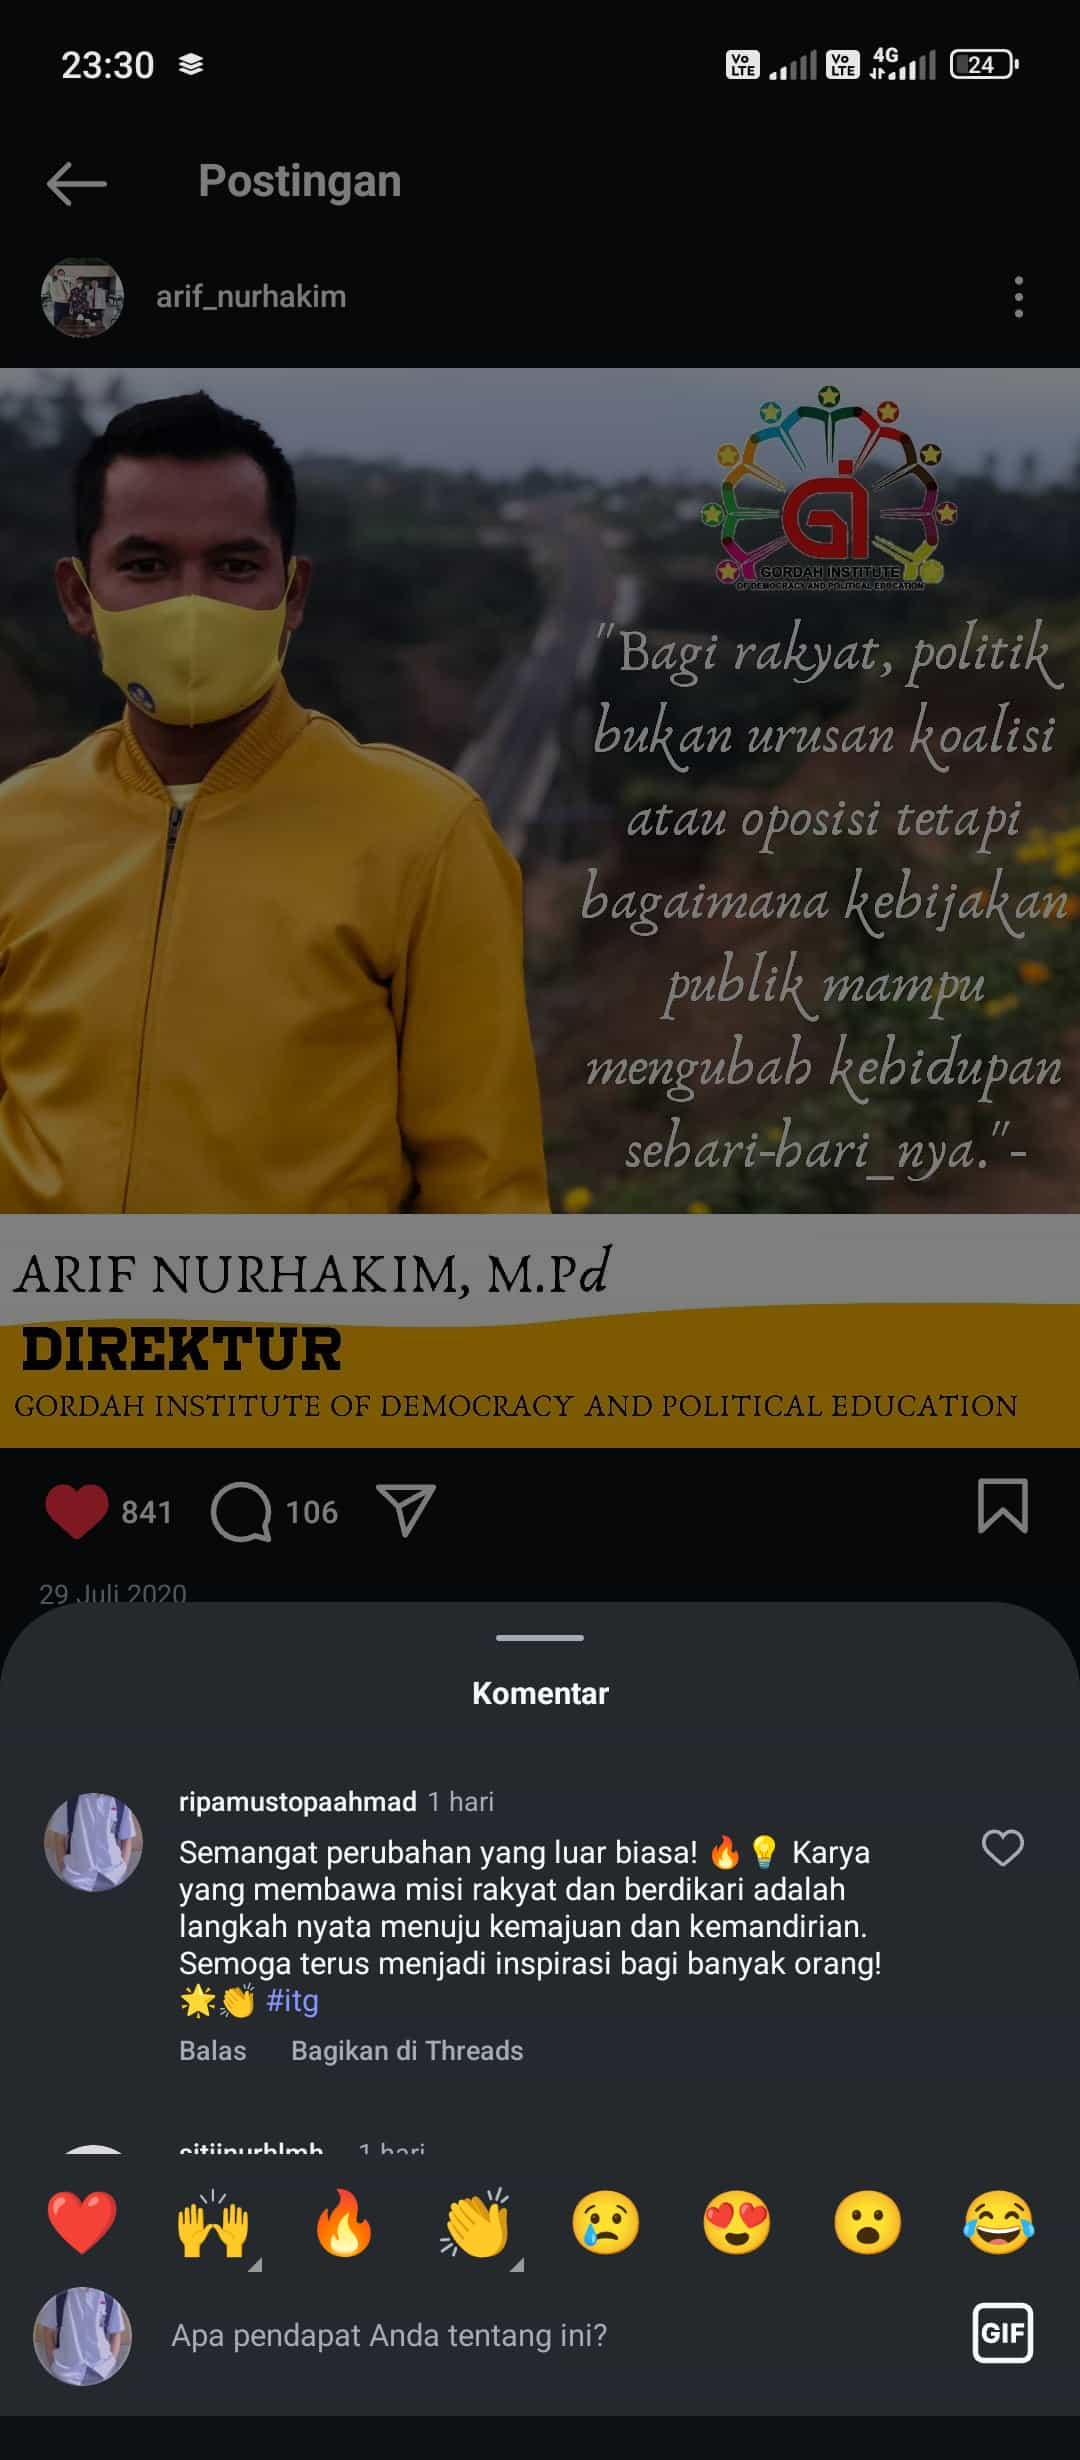 23:30
Vo LTE
Vo LTE
4G
24
Postingan
arif_nurhakim
GI
GORDAH INSTITUTE
OF DEMOCRACY AND POLITICAL EDUCATION
"Bagi rakyat, politik
bukan urusan koalisi
atau oposisi tetapi
bagaimana kebijakan
publik mampu
mengubah kehidupan
sehari-hari_nya."-
ARIF NURHAKIM, M.Pd
DIREKTUR
GORDAH INSTITUTE OF DEMOCRACY AND POLITICAL EDUCATION
841
106
29 Juli 2020
Komentar
ripamustopaahmad 1 hari
Semangat perubahan yang luar biasa! 🔥💡 Karya
yang membawa misi rakyat dan berdikari adalah
langkah nyata menuju kemajuan dan kemandirian.
Semoga terus menjadi inspirasi bagi banyak orang!
🌟👏 #itg
Balas Bagikan di Threads
1 hari
Apa pendapat Anda tentang ini?
GIF